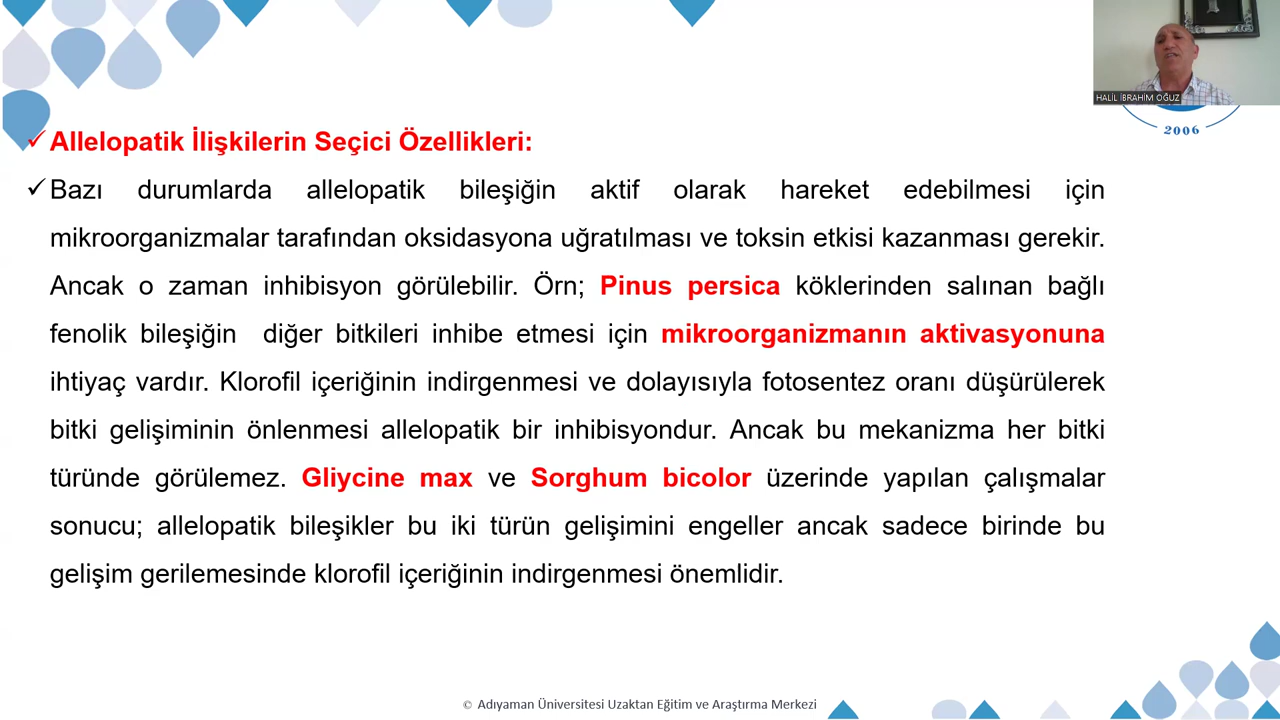 HALİL İBRAHİM OĞUZ
2006
✓ Allelopatik İlişkilerin Seçici Özellikleri:
✓ Bazı durumlarda allelopatik bileşiğin aktif olarak hareket edebilmesi için
mikroorganizmalar tarafından oksidasyona uğratılması ve toksin etkisi kazanması gerekir.
Ancak o zaman inhibisyon görülebilir. Örn; Pinus persica köklerinden salınan bağlı
fenolik bileşiğin diğer bitkileri inhibe etmesi için mikroorganizmanın aktivasyonuna
ihtiyaç vardır. Klorofil içeriğinin indirgenmesi ve dolayısıyla fotosentez oranı düşürülerek
bitki gelişiminin önlenmesi allelopatik bir inhibisyondur. Ancak bu mekanizma her bitki
türünde görülemez. Gliycine max ve Sorghum bicolor üzerinde yapılan çalışmalar
sonucu; allelopatik bileşikler bu iki türün gelişimini engeller ancak sadece birinde bu
gelişim gerilemesinde klorofil içeriğinin indirgenmesi önemlidir.
© Adıyaman Üniversitesi Uzaktan Eğitim ve Araştırma Merkezi